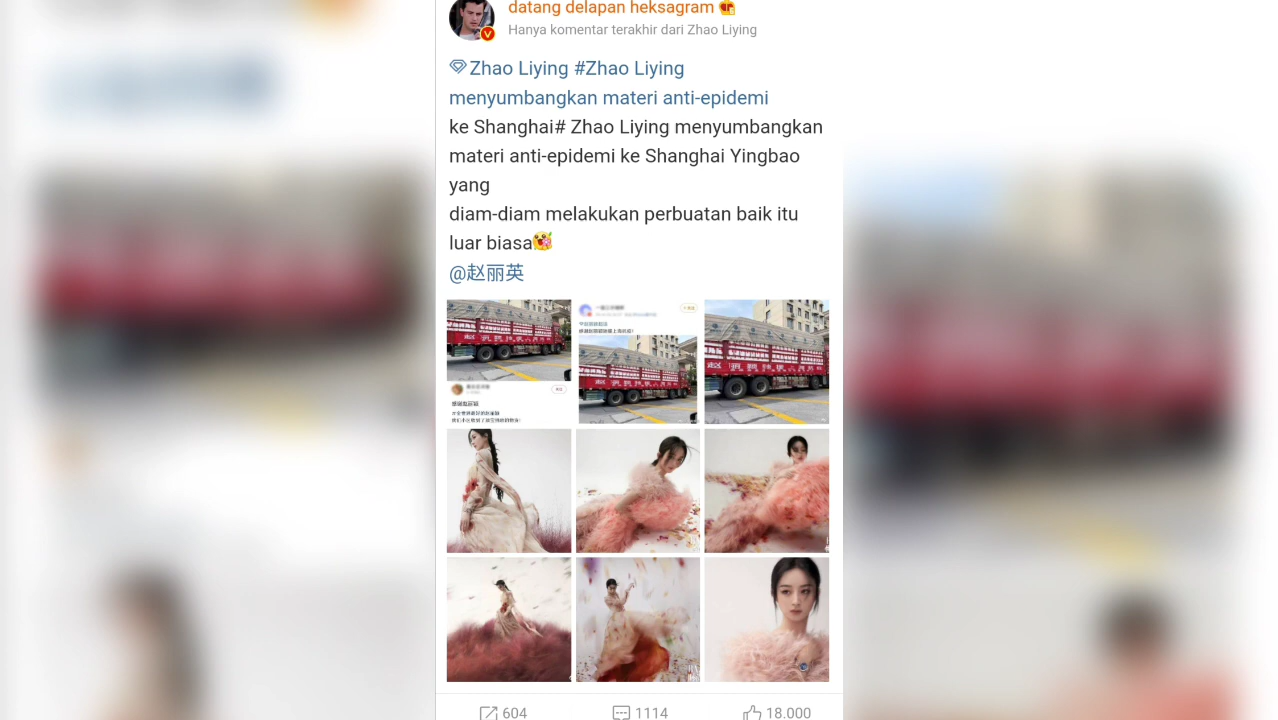 datang delapan heksagram
Hanya komentar terakhir dari Zhao Liying
Zhao Liying #Zhao Liying
menyumbangkan materi anti-epidemi
ke Shanghai# Zhao Liying menyumbangkan
materi anti-epidemi ke Shanghai Yingbao
yang
diam-diam melakukan perbuatan baik itu
luar biasa
@赵丽英
604
1114
18.000